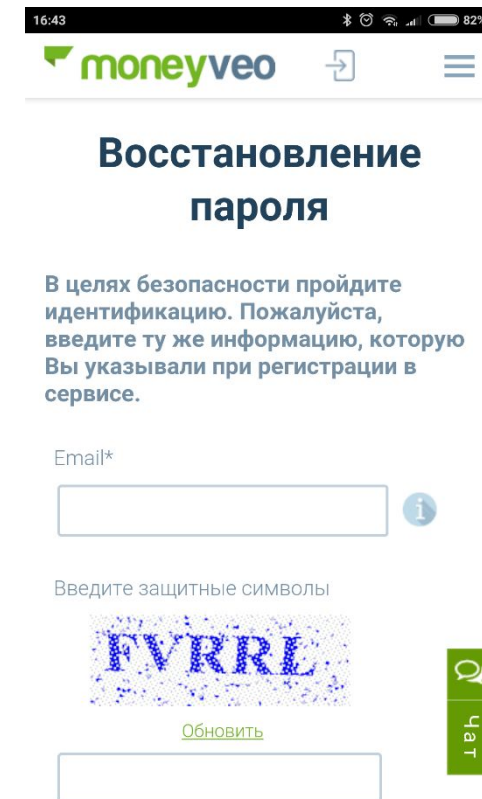 16:43
82%
moneyveo
Восстановление
пароля
В целях безопасности пройдите
идентификацию. Пожалуйста,
введите ту же информацию, которую
Вы указывали при регистрации в
сервисе.
Email*
i
Введите защитные символы
FVRRL
Обновить
Чат